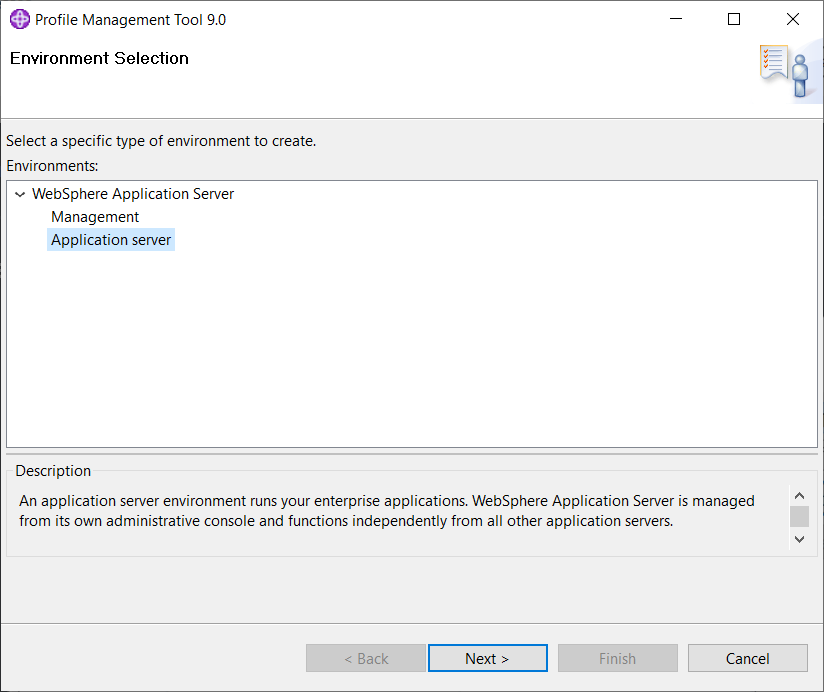 Profile Management Tool 9.0
Environment Selection
Select a specific type of environment to create.
Environments:
WebSphere Application Server
Management
Application server
Description
An application server environment runs your enterprise applications. WebSphere Application Server is managed
from its own administrative console and functions independently from all other application servers.
< Back
Next >
Finish
Cancel